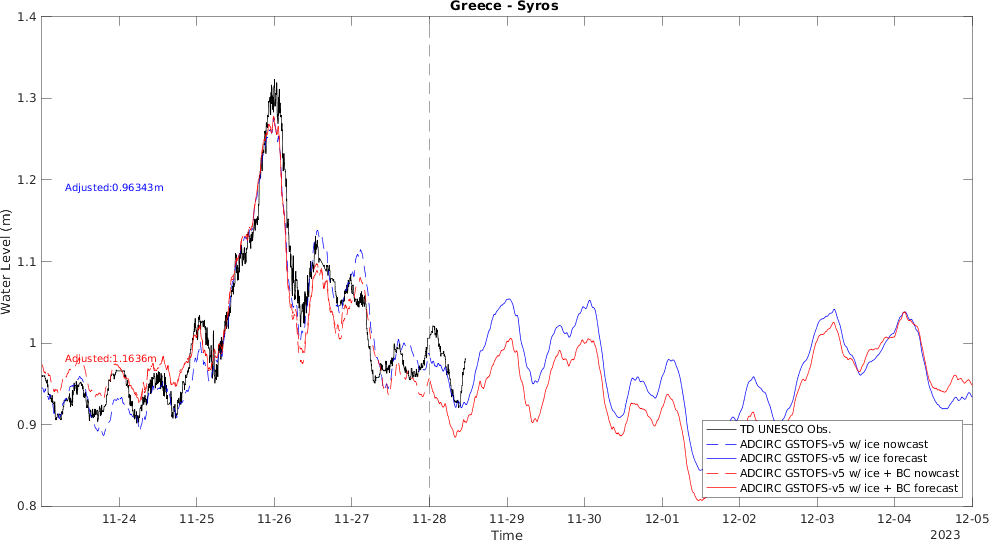 Greece - Syros
1.4
1.3
1.2
1.1
1
0.9
0.8
Water Level (m)
Adjusted:0.96343m
Adjusted:1.1636m
TD UNESCO Obs.
ADCIRC GSTOFS-v5 w/ ice nowcast
ADCIRC GSTOFS-v5 w/ ice forecast
ADCIRC GSTOFS-v5 w/ ice + BC nowcast
ADCIRC GSTOFS-v5 w/ ice + BC forecast
11-24 11-25 11-26 11-27 11-28 11-29 11-30 12-01 12-02 12-03 12-04 12-05
Time
2023